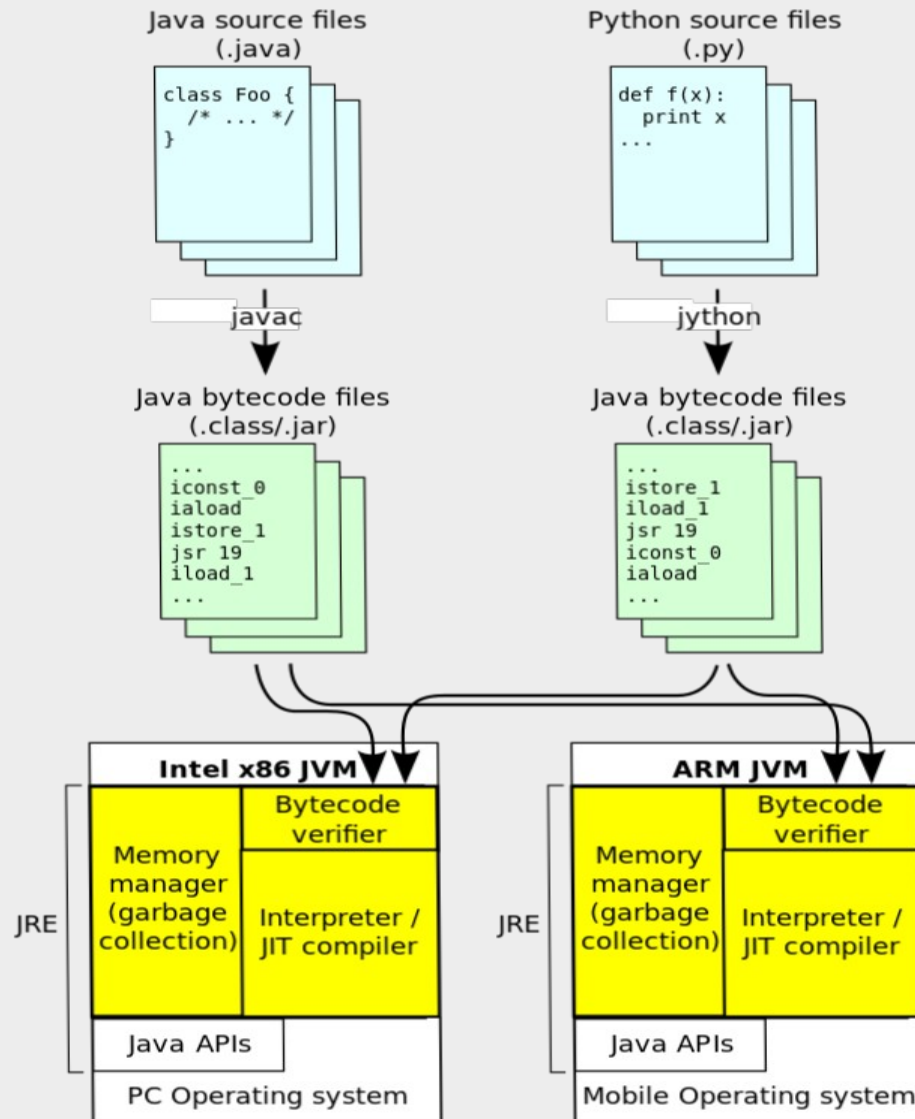 Java source files
(.java)
class Foo {
/* ... */
}
Python source files
(.py)
def f(x):
print x
...
javac
jython
Java bytecode files
(.class/.jar)
...
iconst_0
iaload
istore_1
jsr 19
iload_1
...
Java bytecode files
(.class/.jar)
...
istore_1
iload_1
jsr 19
iconst_0
iaload
...
Intel x86 JVM
JRE
Memory
manager
(garbage
collection)
Bytecode
verifier
Interpreter /
JIT compiler
Java APIs
PC Operating system
ARM JVM
JRE
Memory
manager
(garbage
collection)
Bytecode
verifier
Interpreter /
JIT compiler
Java APIs
Mobile Operating system